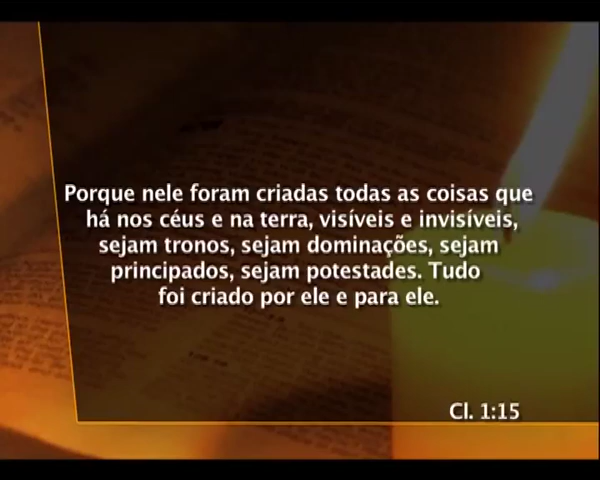 Porque nele foram criadas todas as coisas que
há nos céus e na terra, visíveis e invisíveis,
sejam tronos, sejam dominações, sejam
principados, sejam potestades. Tudo
foi criado por ele e para ele.
Cl. 1:15